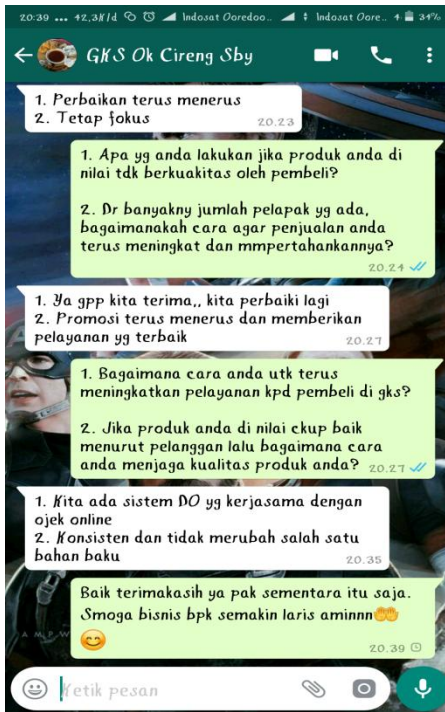 20:39 ... 42,3K/d Indosat Ooredoo.. Indosat Oore.. 4 34%
GKS Ok Cireng Sby
1. Perbaikan terus menerus
2. Tetap fokus
20.23
1. Apa yg anda lakukan jika produk anda di
nilai tdk berkuakitas oleh pembeli?
2. Dr banyakny jumlah pelapak yg ada,
bagaimanakah cara agar penjualan anda
terus meningkat dan mmpertahankannya?
20.24
1. Ya gpp kita terima,, kita perbaiki lagi
2. Promosi terus menerus dan memberikan
pelayanan yg terbaik
20.27
1. Bagaimana cara anda utk terus
meningkatkan pelayanan kpd pembeli di gks?
2. Jika produk anda di nilai ckup baik
menurut pelanggan lalu bagaimana cara
anda menjaga kualitas produk anda?
20.27
1. Kita ada sistem DO yg kerjasama dengan
ojek online
2. Konsisten dan tidak merubah salah satu
bahan baku
20.35
Baik terimakasih ya pak sementara itu saja.
Smoga bisnis bpk semakin laris aminnn🤲
😊
20.39
Ketik pesan